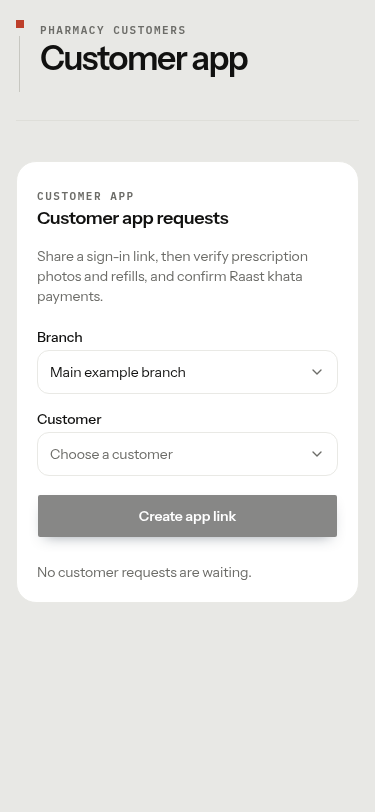 PHARMACY CUSTOMERS
Customer app
CUSTOMER APP
Customer app requests
Share a sign-in link, then verify prescription
photos and refills, and confirm Raast khata
payments.
Branch
Main example branch
Customer
Choose a customer
Create app link
No customer requests are waiting.